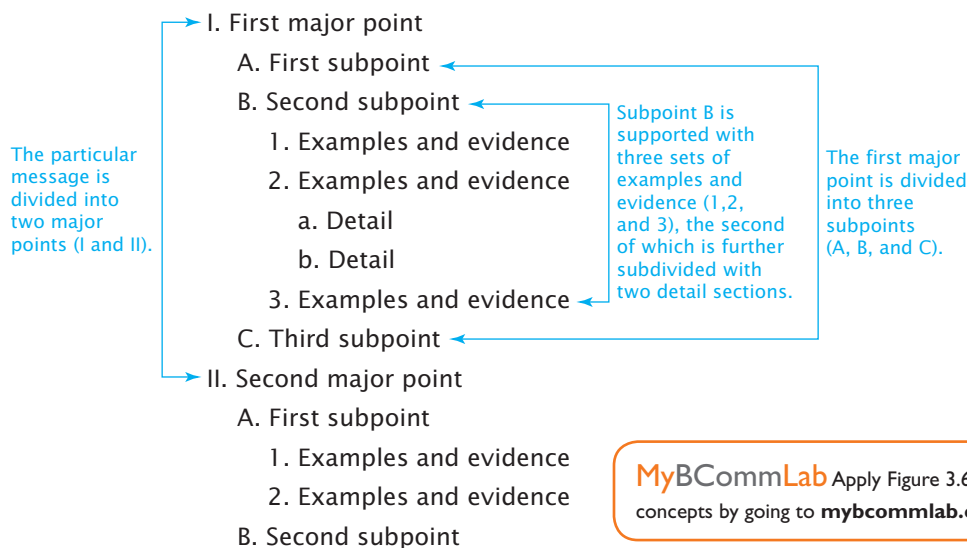 I. First major point
A. First subpoint
B. Second subpoint
1. Examples and evidence
2. Examples and evidence
a. Detail
b. Detail
3. Examples and evidence
C. Third subpoint
II. Second major point
A. First subpoint
1. Examples and evidence
2. Examples and evidence
B. Second subpoint
The particular
message is
divided into
two major
points (I and II).
Subpoint B is
supported with
three sets of
examples and
evidence (1,2,
and 3), the second
of which is further
subdivided with
two detail sections.
The first major
point is divided
into three
subpoints
(A, B, and C).
MyBCommLab Apply Figure 3.6
concepts by going to mybcommlab.